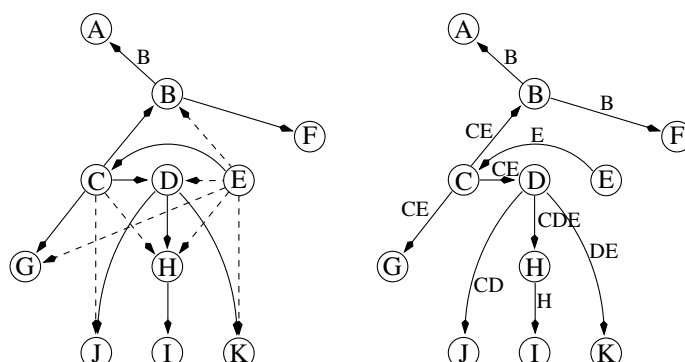 A A
B B
B B B
F F
CE E
C D E C CE D E
CE CDE
G H G H DE
CD H
J I K J I K